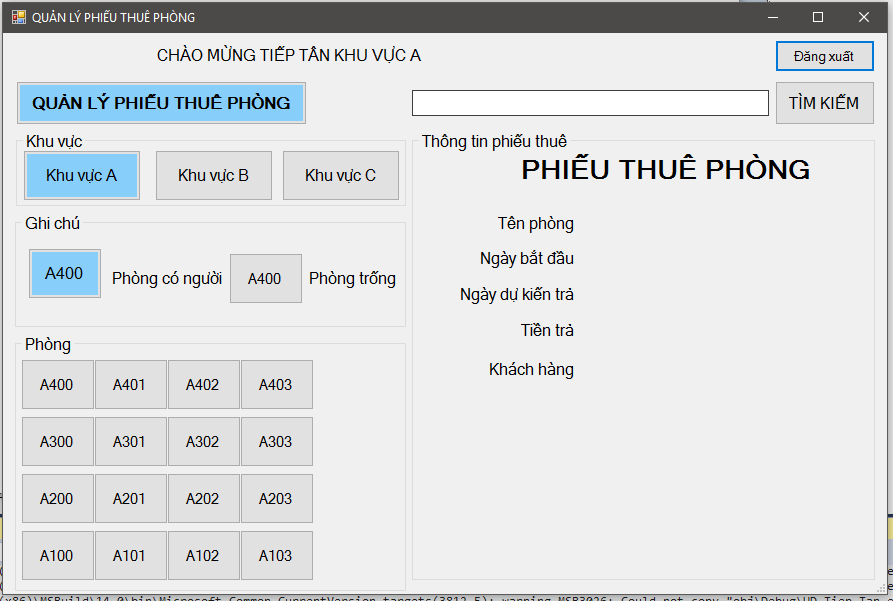 QUẢN LÝ PHIẾU THUÊ PHÒNG
CHÀO MỪNG TIẾP TÂN KHU VỰC A
Đăng xuất
QUẢN LÝ PHIẾU THUÊ PHÒNG
TÌM KIẾM
Khu vực
Khu vực A
Khu vực B
Khu vực C
Ghi chú
A400
Phòng có người
A400
Phòng trống
Phòng
A400 A401 A402 A403
A300 A301 A302 A303
A200 A201 A202 A203
A100 A101 A102 A103
Thông tin phiếu thuê
PHIẾU THUÊ PHÒNG
Tên phòng
Ngày bắt đầu
Ngày dự kiến trả
Tiền trả
Khách hàng